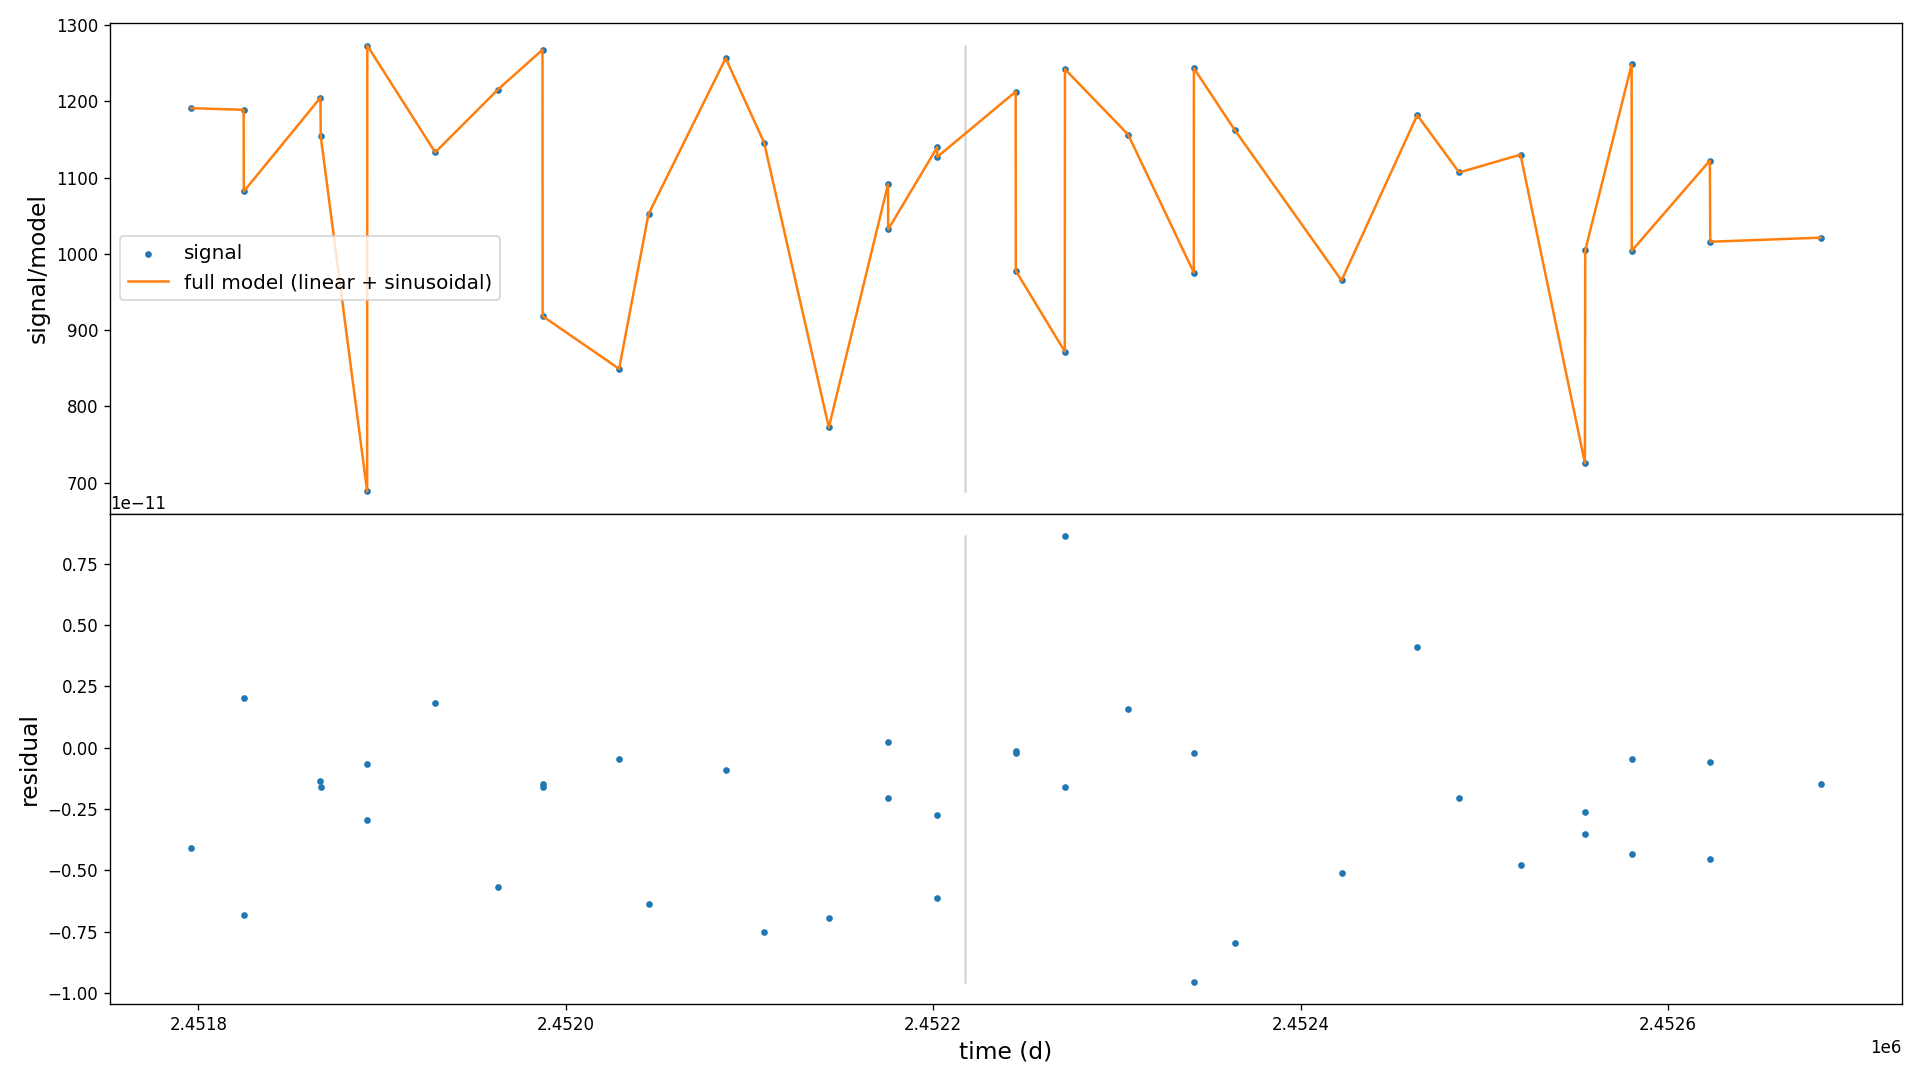 1300
1200
1100
1000
900
800
700
signal/model
signal
full model (linear + sinusoidal)
1e−11
0.75
0.50
0.25
0.00
−0.25
−0.50
−0.75
−1.00
residual
2.4518 2.4520 2.4522 2.4524 2.4526
time (d)
1e6